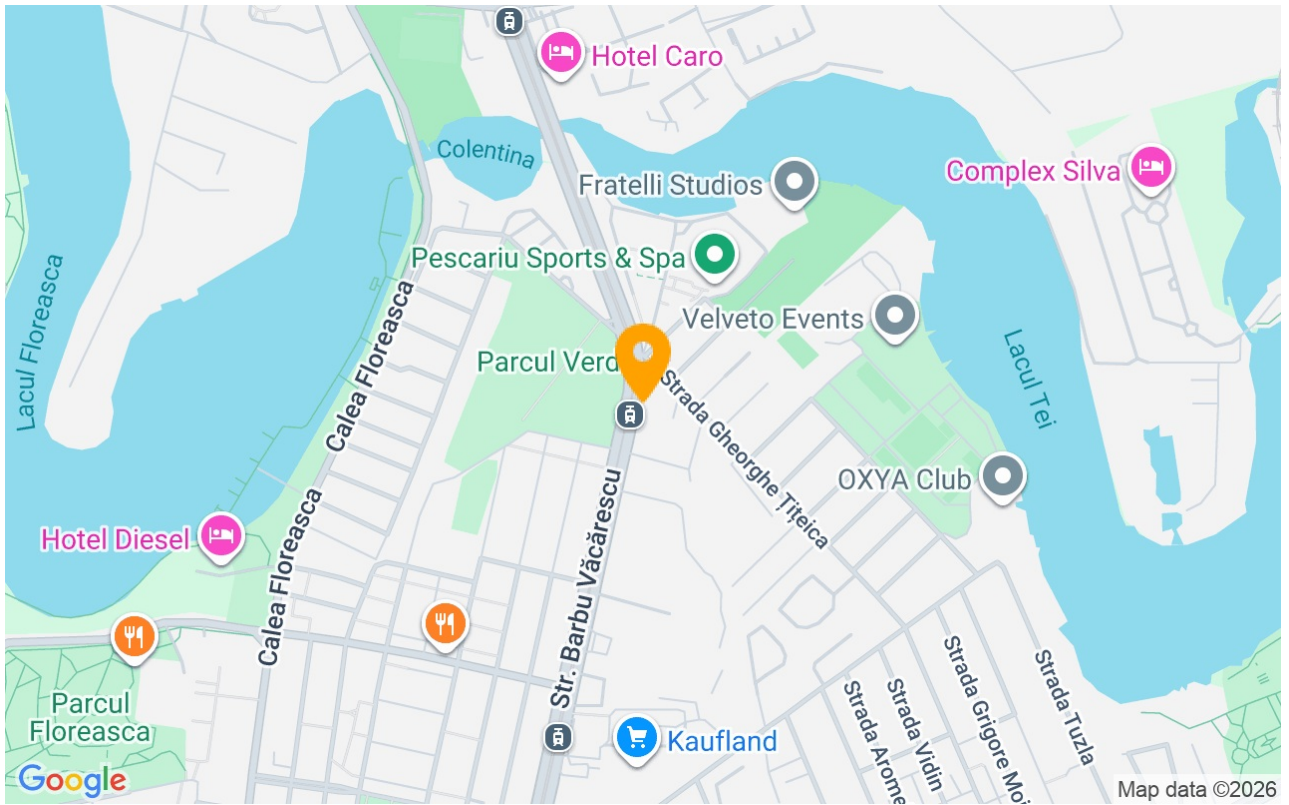 Hotel Caro
Colentina
Complex Silva
Fratelli Studios
Pescariu Sports & Spa
Lacul Floreasca
Calea Floreasca
Velveto Events
Parcul Verd
Lacul Tei
Strada Gheorghe Țițeica
OXYA Club
Str. Barbu Văcărescu
Hotel Diesel
Calea Floreasca
Parcul
Floreasca
Kaufland
Strada Arome
Strada Vidin
Strada Grigore Moi
Strada Tuzla
Google
Map data ©2026